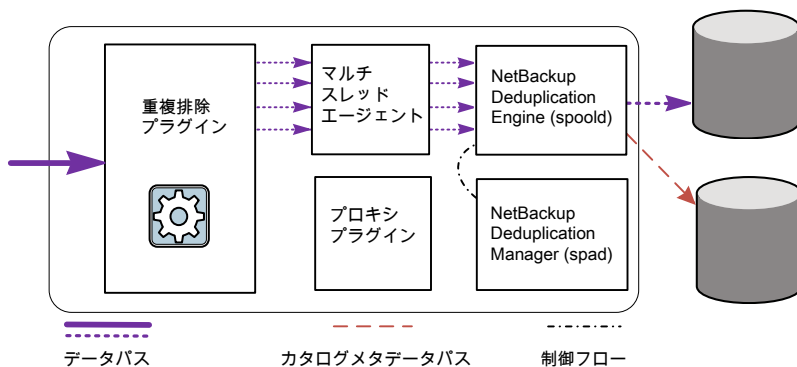 重複排除
プラグイン
マルチ
スレッド
エージェント
NetBackup
Deduplication
Engine (spoold)
プロキシ
プラグイン
NetBackup
Deduplication
Manager (spad)
データパス
カタログメタデータパス
制御フロー